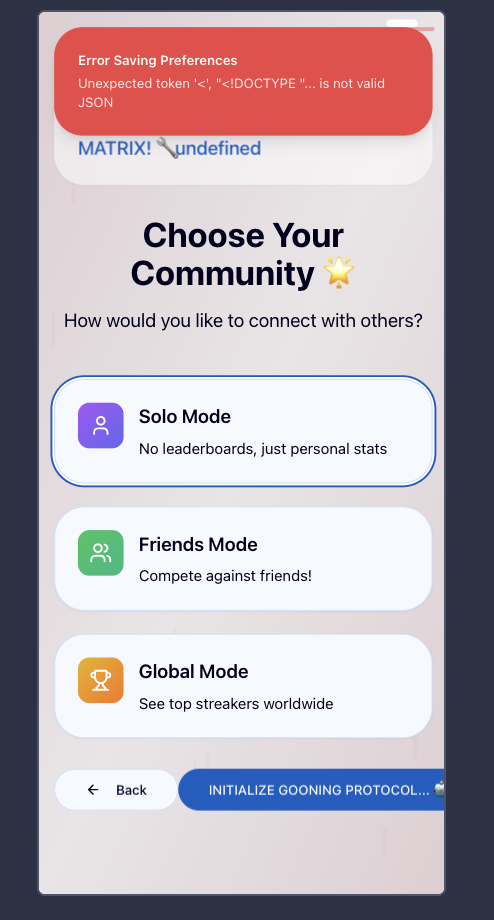 Error Saving Preferences
Unexpected token '<', "<!DOCTYPE "... is not valid
JSON
MATRIX! 🔧undefined
Choose Your
Community 🌟
How would you like to connect with others?
Solo Mode
No leaderboards, just personal stats
Friends Mode
Compete against friends!
Global Mode
See top streakers worldwide
← Back
INITIALIZE GOONING PROTOCOL... 🤖